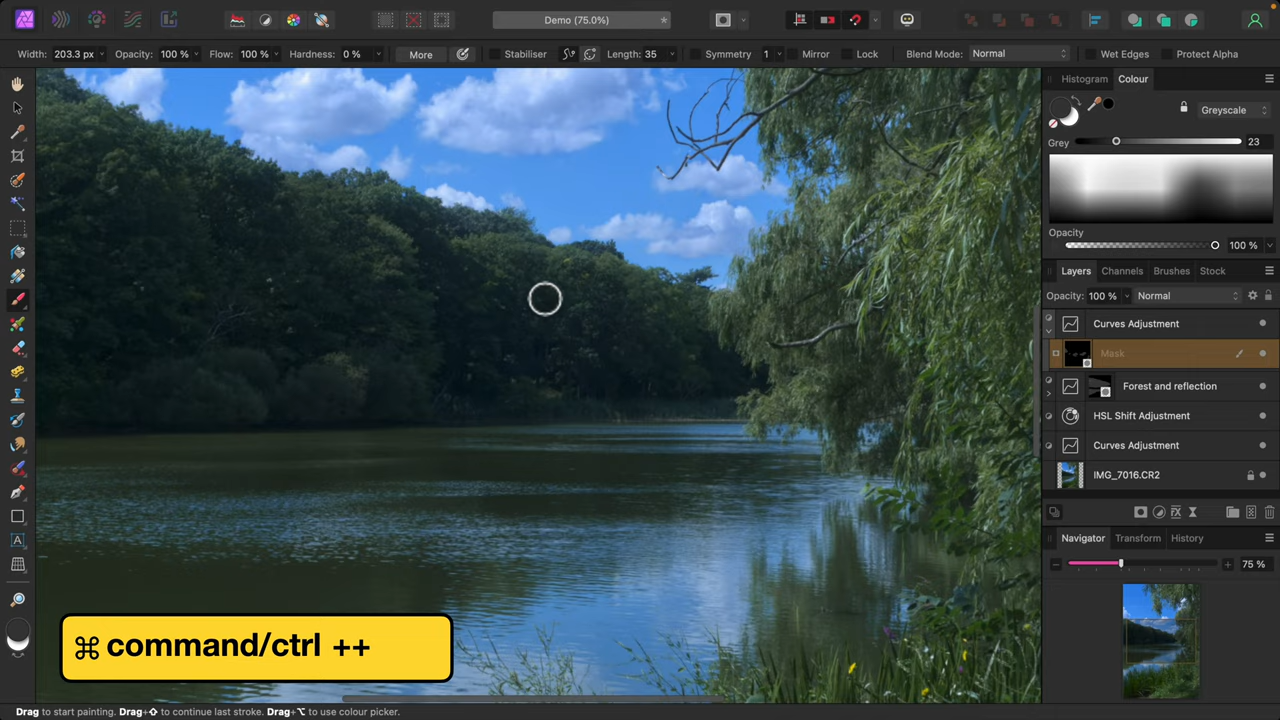 Demo (75.0%)
Width: 203.3 px Opacity: 100 % Flow: 100 % Hardness: 0 % More Stabiliser Length: 35 Symmetry 1 Mirror Lock Blend Mode: Normal Wet Edges Protect Alpha
Histogram Colour
Greyscale
Grey 23
Opacity
100 %
Layers Channels Brushes Stock
Opacity: 100 % Normal
Curves Adjustment
Mask
Forest and reflection
HSL Shift Adjustment
Curves Adjustment
IMG_7016.CR2
Navigator Transform History
75 %
⌘ command/ctrl ++
Drag to start painting. Drag+⇧ to continue last stroke. Drag+⌥ to use colour picker.